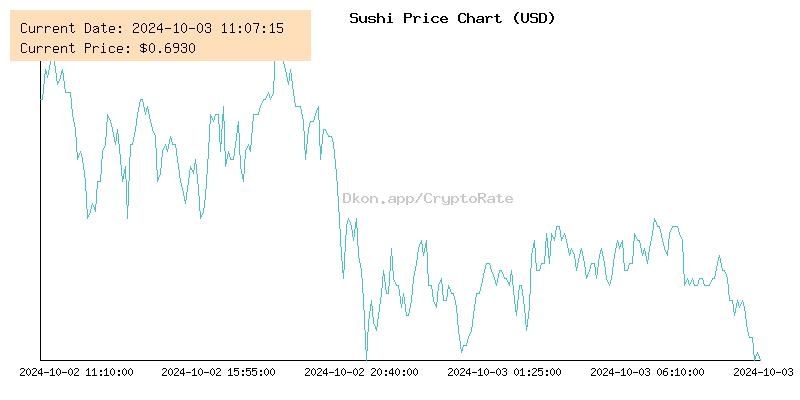 Sushi Price Chart (USD)
Current Date: 2024-10-03 11:07:15
Current Price: $0.6930
Dkon.app/CryptoRate
2024-10-02 11:10:00 2024-10-02 15:55:00 2024-10-02 20:40:00 2024-10-03 01:25:00 2024-10-03 06:10:00 2024-10-03